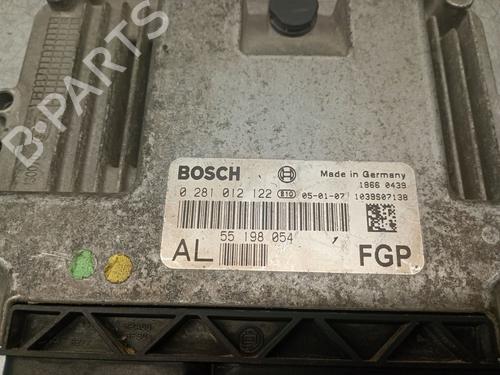 B-PARTS
BOSCH
Made in Germany
0 281 012 122 810 05-01-07
1866 0439
1039S07138
55 198 054
AL
FGP